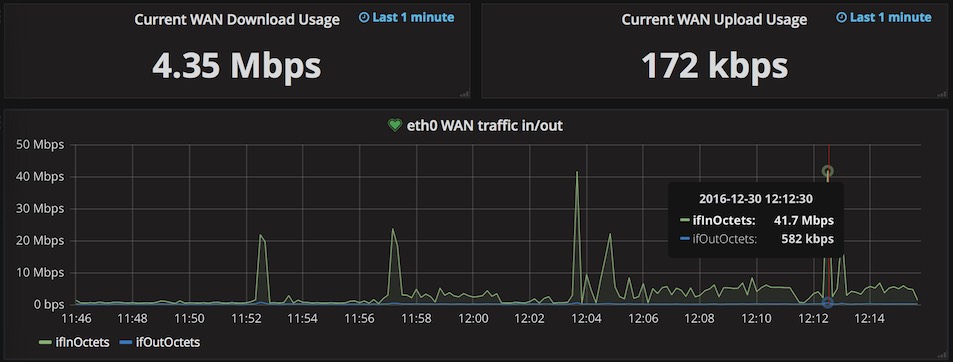 Current WAN Download Usage
Last 1 minute
4.35 Mbps
Current WAN Upload Usage
Last 1 minute
172 kbps
eth0 WAN traffic in/out
50 Mbps
40 Mbps
30 Mbps
20 Mbps
10 Mbps
0 bps
2016-12-30 12:12:30
ifInOctets: 41.7 Mbps
ifOutOctets: 582 kbps
11:46 11:48 11:50 11:52 11:54 11:56 11:58 12:00 12:02 12:04 12:06 12:08 12:10 12:12 12:14
ifInOctets ifOutOctets